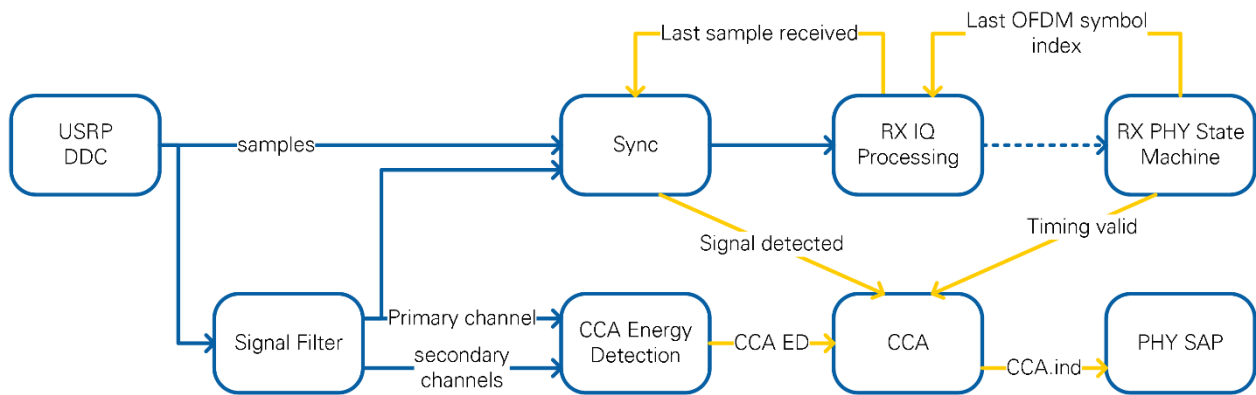 Last sample received
Last OFDM symbol
index
USRP
DDC
samples
Sync
RX IQ
Processing
RX PHY State
Machine
Signal detected
Timing valid
Signal Filter
Primary channel
secondary
channels
CCA Energy
Detection
CCA ED
CCA
CCA.ind
PHY SAP